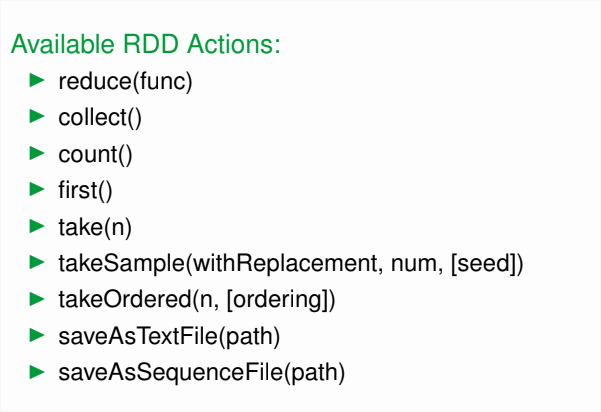 Available RDD Actions:
reduce(func)
collect()
count()
first()
take(n)
takeSample(withReplacement, num, [seed])
takeOrdered(n, [ordering])
saveAsTextFile(path)
saveAsSequenceFile(path)